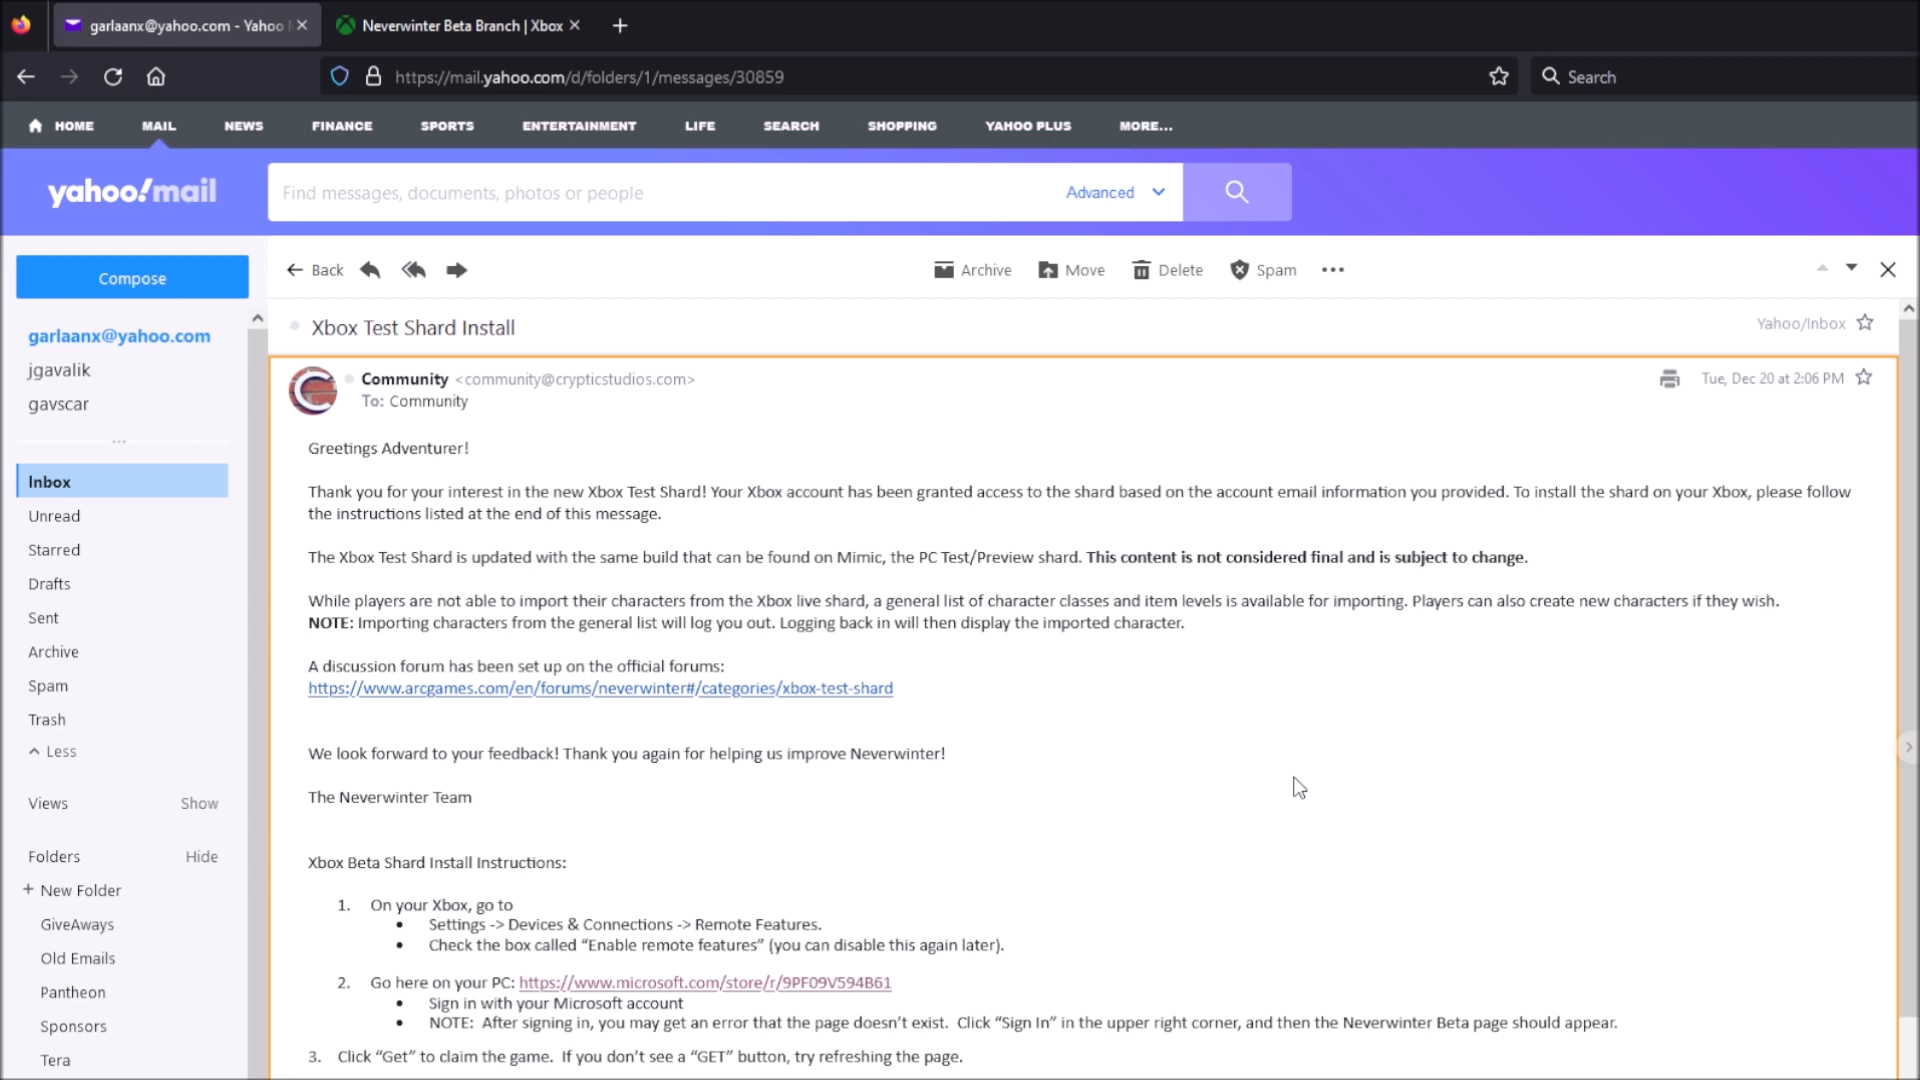 garlaanx@yahoo.com - Yahoo
Neverwinter Beta Branch | Xbox
https://mail.yahoo.com/d/folders/1/messages/30859
Search
HOME MAIL NEWS FINANCE SPORTS ENTERTAINMENT LIFE SEARCH SHOPPING YAHOO PLUS MORE...
yahoo!mail
Find messages, documents, photos or people
Advanced
Compose
Back
Archive
Move
Delete
Spam
garlaanx@yahoo.com
jgavalik
gavscar
Inbox
Unread
Starred
Drafts
Sent
Archive
Spam
Trash
Less
Views Show
Folders Hide
+ New Folder
GiveAways
Old Emails
Pantheon
Sponsors
Tera
Xbox Test Shard Install
Yahoo/Inbox
Community <community@crypticstudios.com>
Tue, Dec 20 at 2:06 PM
To: Community
Greetings Adventurer!
Thank you for your interest in the new Xbox Test Shard! Your Xbox account has been granted access to the shard based on the account email information you provided. To install the shard on your Xbox, please follow
the instructions listed at the end of this message.
The Xbox Test Shard is updated with the same build that can be found on Mimic, the PC Test/Preview shard. This content is not considered final and is subject to change.
While players are not able to import their characters from the Xbox live shard, a general list of character classes and item levels is available for importing. Players can also create new characters if they wish.
NOTE: Importing characters from the general list will log you out. Logging back in will then display the imported character.
A discussion forum has been set up on the official forums:
https://www.arcgames.com/en/forums/neverwinter#/categories/xbox-test-shard
We look forward to your feedback! Thank you again for helping us improve Neverwinter!
The Neverwinter Team
Xbox Beta Shard Install Instructions:
1. On your Xbox, go to
• Settings -> Devices & Connections -> Remote Features.
• Check the box called “Enable remote features” (you can disable this again later).
2. Go here on your PC: https://www.microsoft.com/store/r/9PF09V594B61
• Sign in with your Microsoft account
• NOTE: After signing in, you may get an error that the page doesn’t exist. Click “Sign In” in the upper right corner, and then the Neverwinter Beta page should appear.
3. Click “Get” to claim the game. If you don’t see a “GET” button, try refreshing the page.